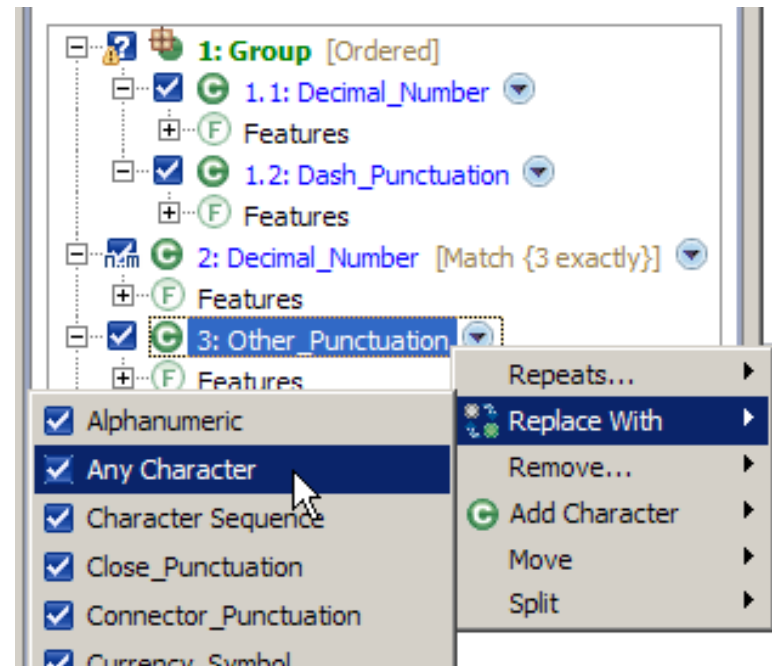 1: Group [Ordered]
C 1.1: Decimal_Number
F Features
C 1.2: Dash_Punctuation
F Features
n..m C 2: Decimal_Number [Match {3 exactly}]
F Features
C 3: Other_Punctuation
F Features
Repeats...
Replace With
Remove...
C Add Character
Move
Split
Alphanumeric
Any Character
Character Sequence
Close_Punctuation
Connector_Punctuation
Currency_Symbol